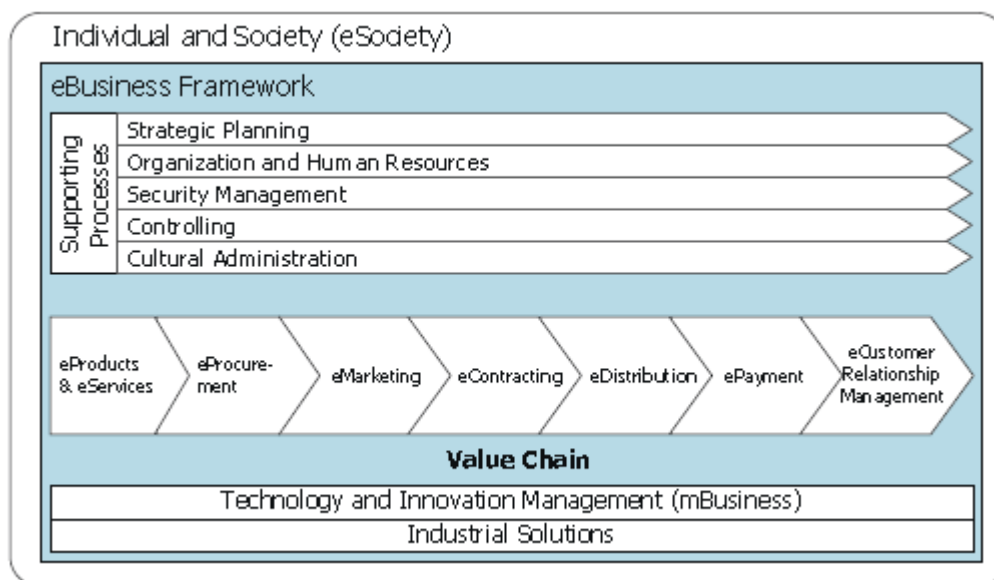 Individual and Society (eSociety)
eBusiness Framework
Supporting
Processes
Strategic Planning
Organization and Human Resources
Security Management
Controlling
Cultural Administration
eProducts
& eServices
eProcure-
ment
eMarketing
eContracting
eDistribution
ePayment
eCustomer
Relationship
Management
Value Chain
Technology and Innovation Management (mBusiness)
Industrial Solutions